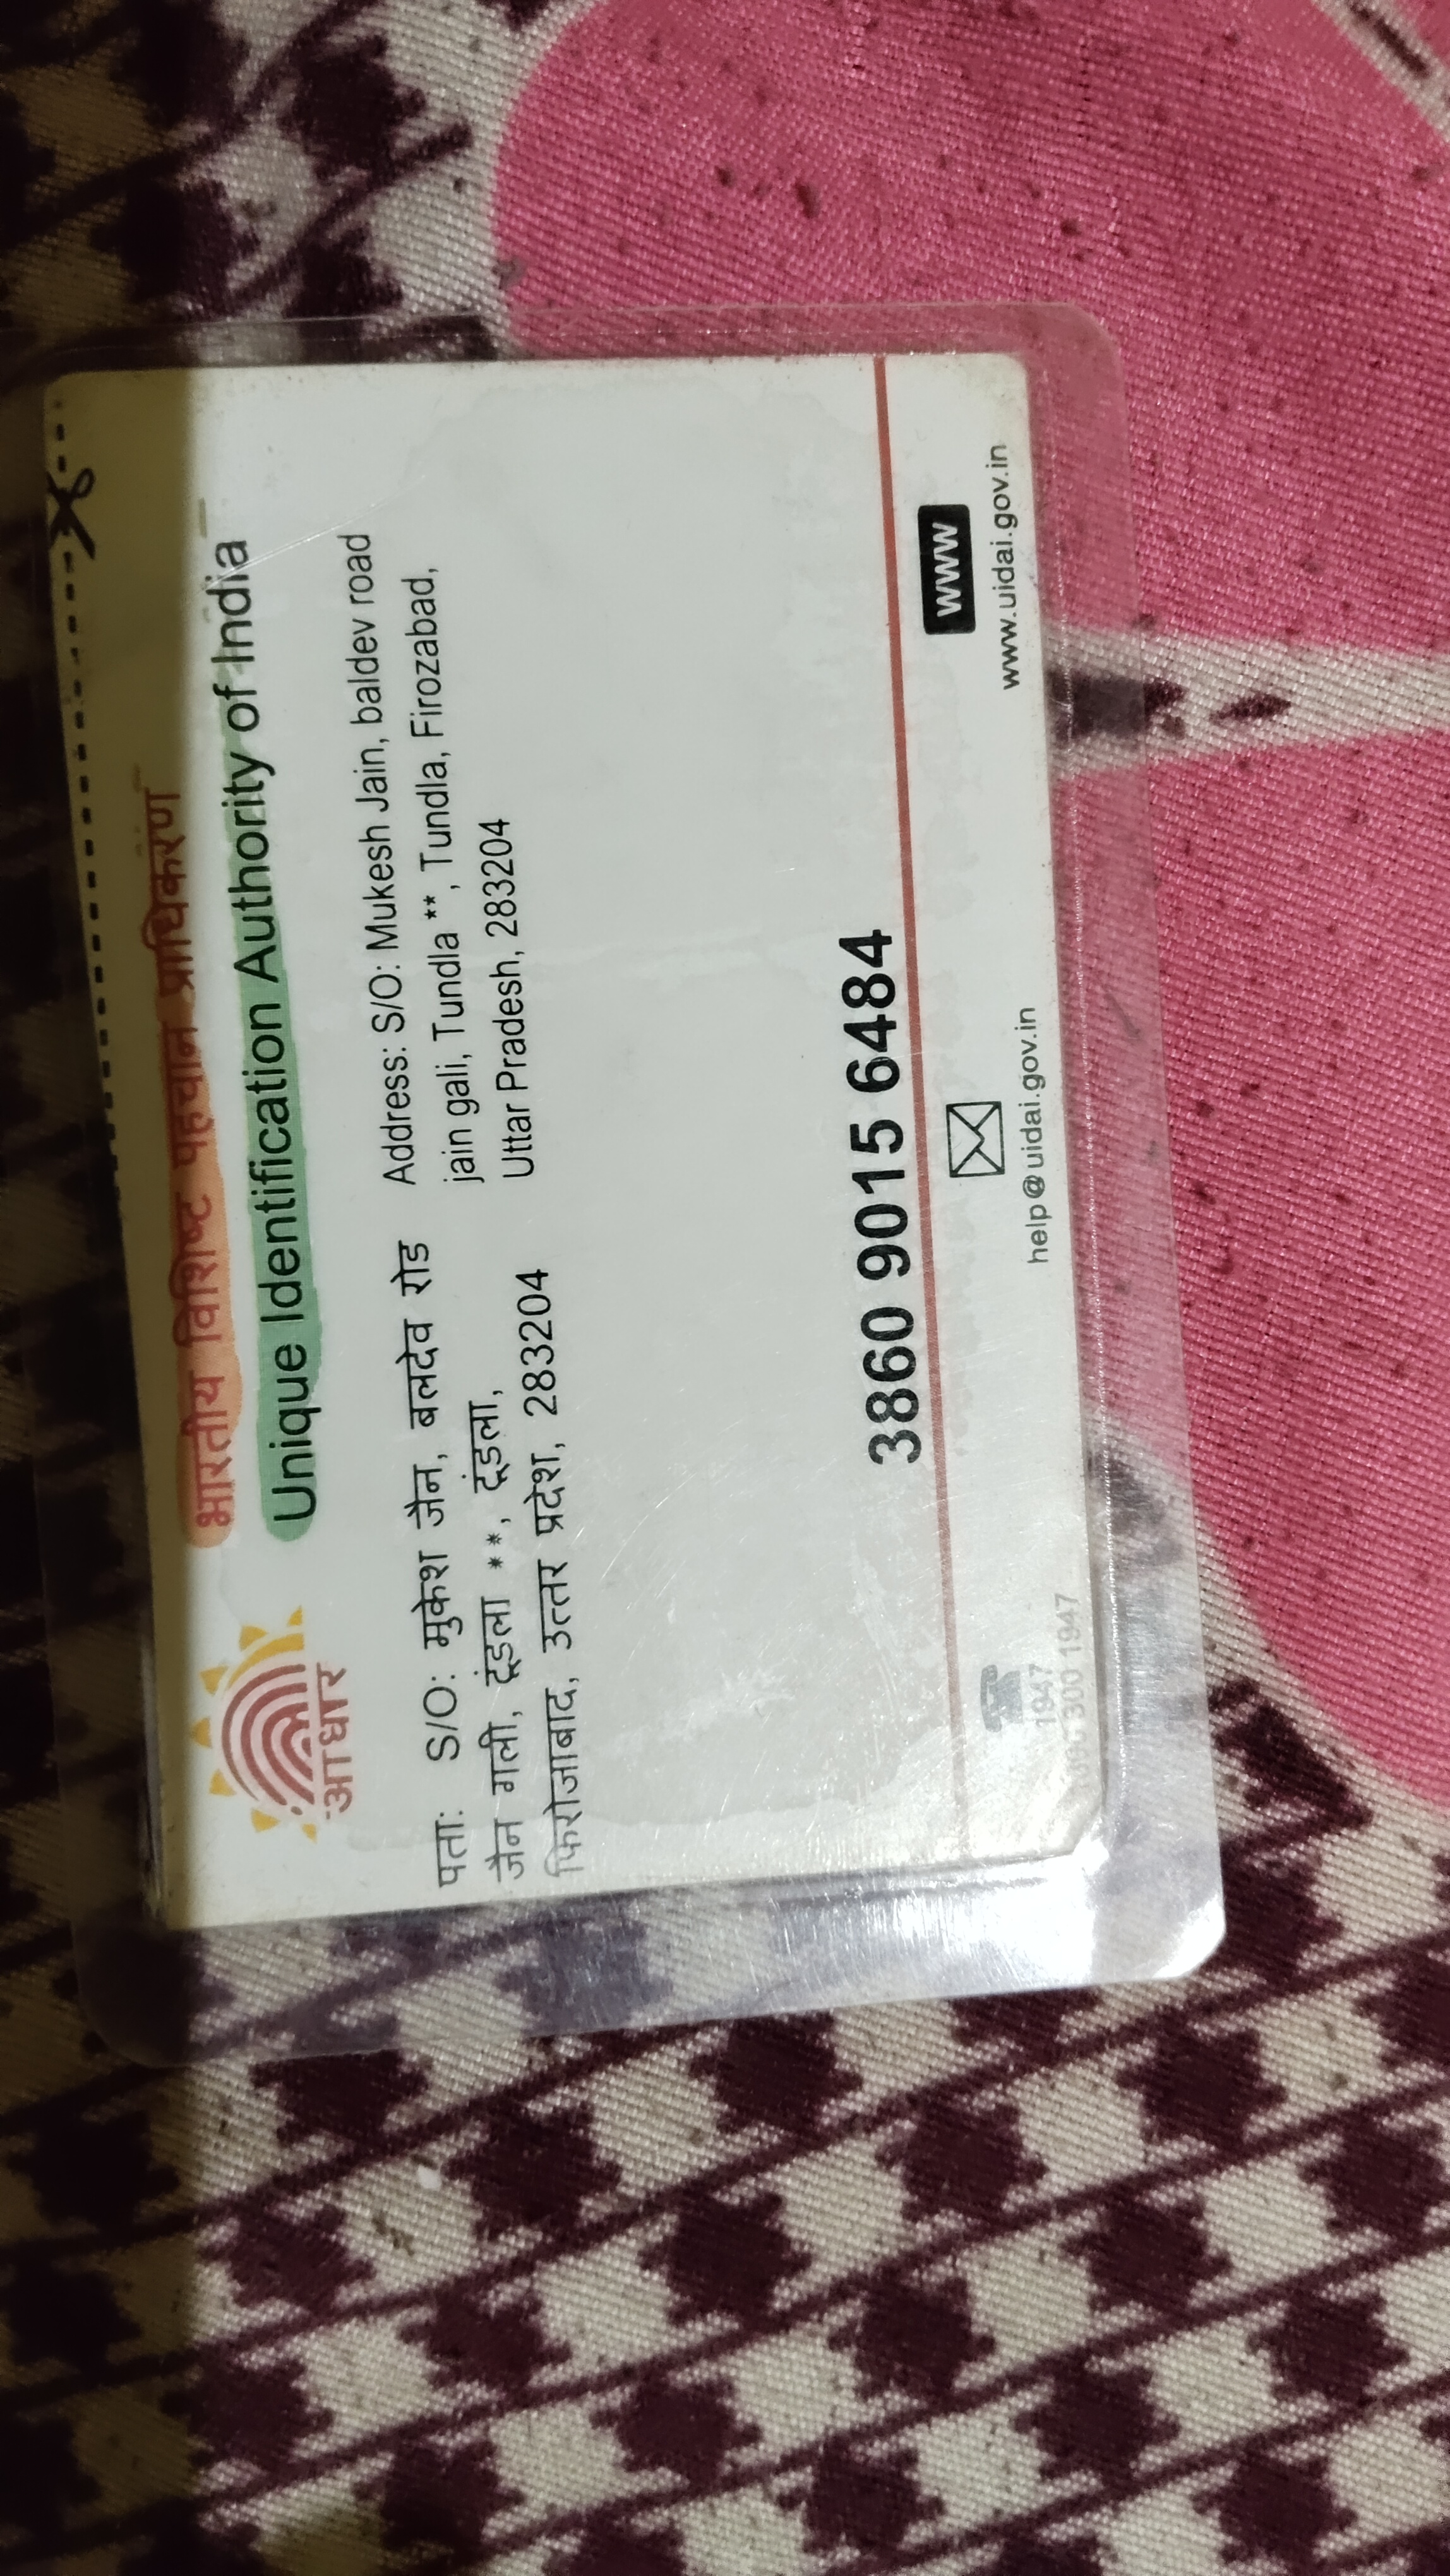 भारतीय विशिष्ट पहचान प्राधिकरण
Unique Identification Authority of India
आधार
पता: S/O: मुकेश जैन, बलदेव रोड
जैन गली, टूंडला **, टूंडला,
फिरोजाबाद, उत्तर प्रदेश, 283204
Address: S/O: Mukesh Jain, baldev road
jain gali, Tundla **, Tundla, Firozabad,
Uttar Pradesh, 283204
3860 9015 6484
1947
300 1947
help@uidai.gov.in
www
www.uidai.gov.in